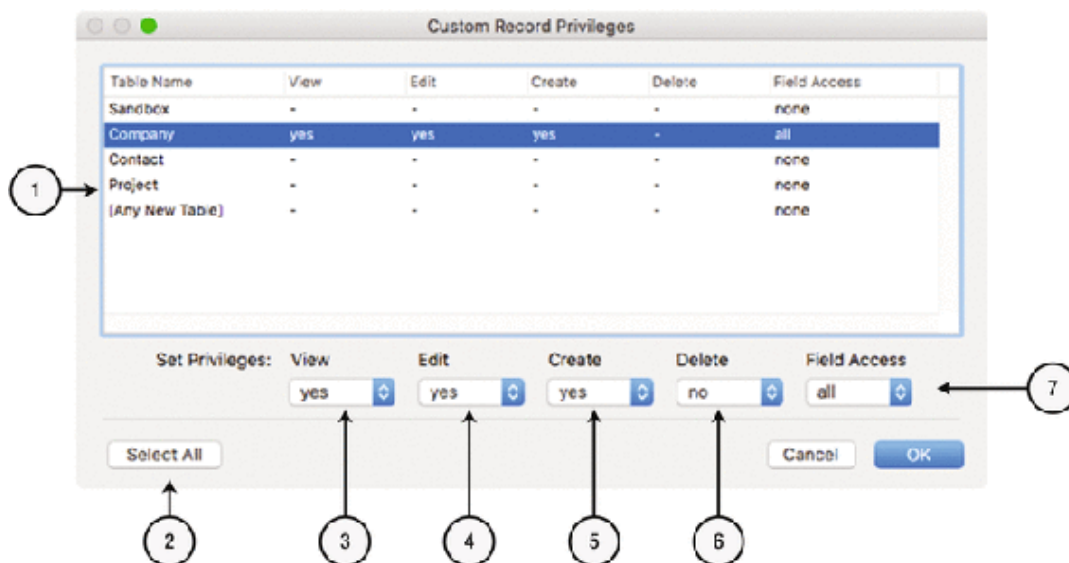 Custom Record Privileges
Table Name View Edit Create Delete Field Access
Sandbox - - - - none
Company yes yes yes - all
Contact - - - - none
1 Project - - - - none
[Any New Table] - - - - none
Set Privileges: View Edit Create Delete Field Access
yes yes yes no all 7
Select All Cancel OK
2 3 4 5 6